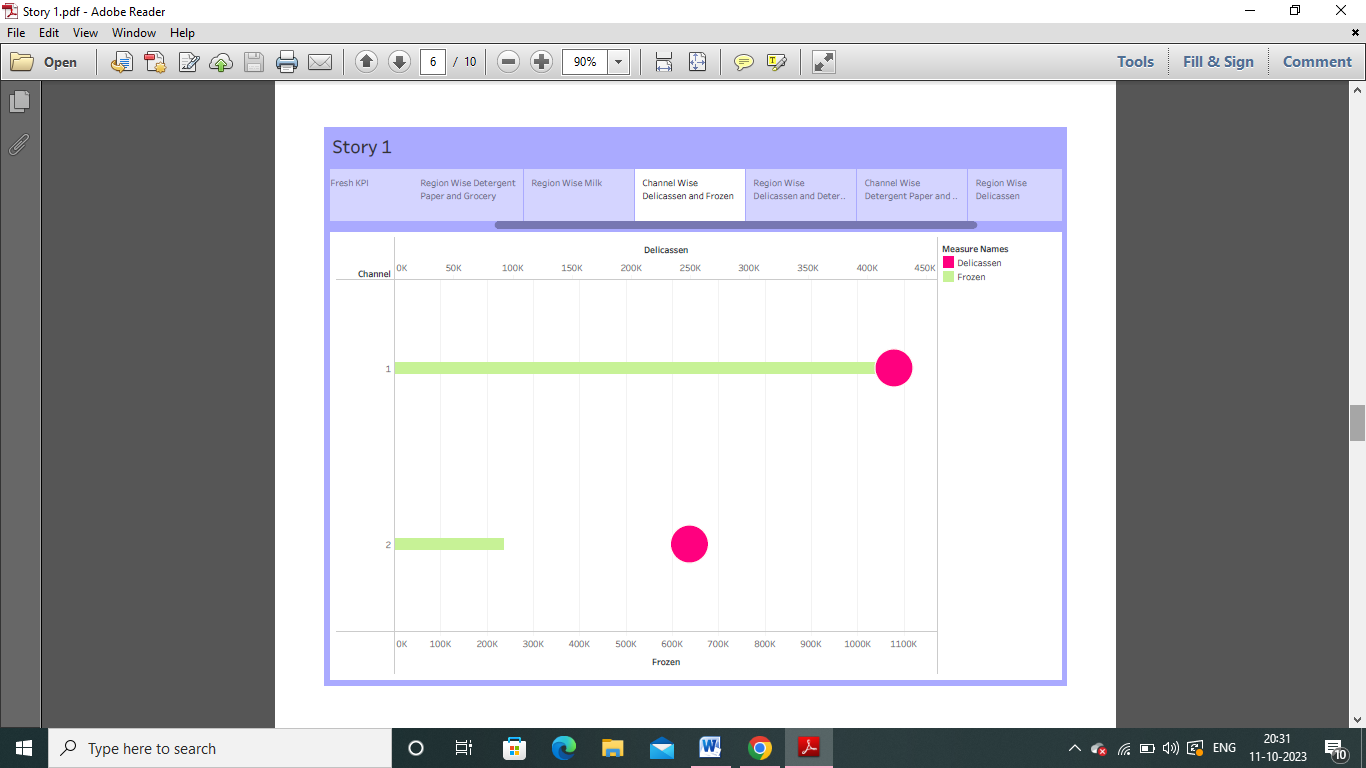 Story 1.pdf - Adobe Reader
File Edit View Window Help
Open 6 / 10 90% Tools Fill & Sign Comment
Story 1
Fresh KPI
Region Wise Detergent
Paper and Grocery
Region Wise Milk
Channel Wise
Delicassen and Frozen
Region Wise
Delicassen and Deter..
Channel Wise
Detergent Paper and ..
Region Wise
Delicassen
Delicassen
Channel
0K 50K 100K 150K 200K 250K 300K 350K 400K 450K
Measure Names
Delicassen
Frozen
1
2
0K 100K 200K 300K 400K 500K 600K 700K 800K 900K 1000K 1100K
Frozen
Type here to search
ENG
20:31
11-10-2023
10